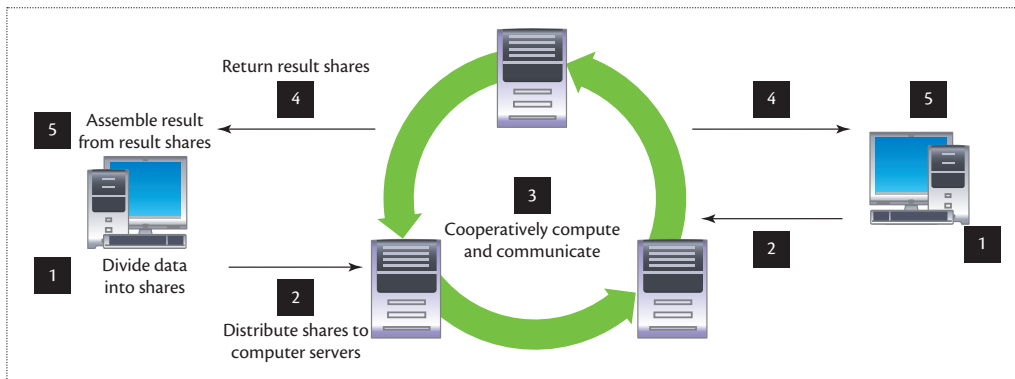 Return result shares
4
5
Assemble result
from result shares
1
Divide data
into shares
2
Distribute shares to
computer servers
3
Cooperatively compute
and communicate
4
5
2
1